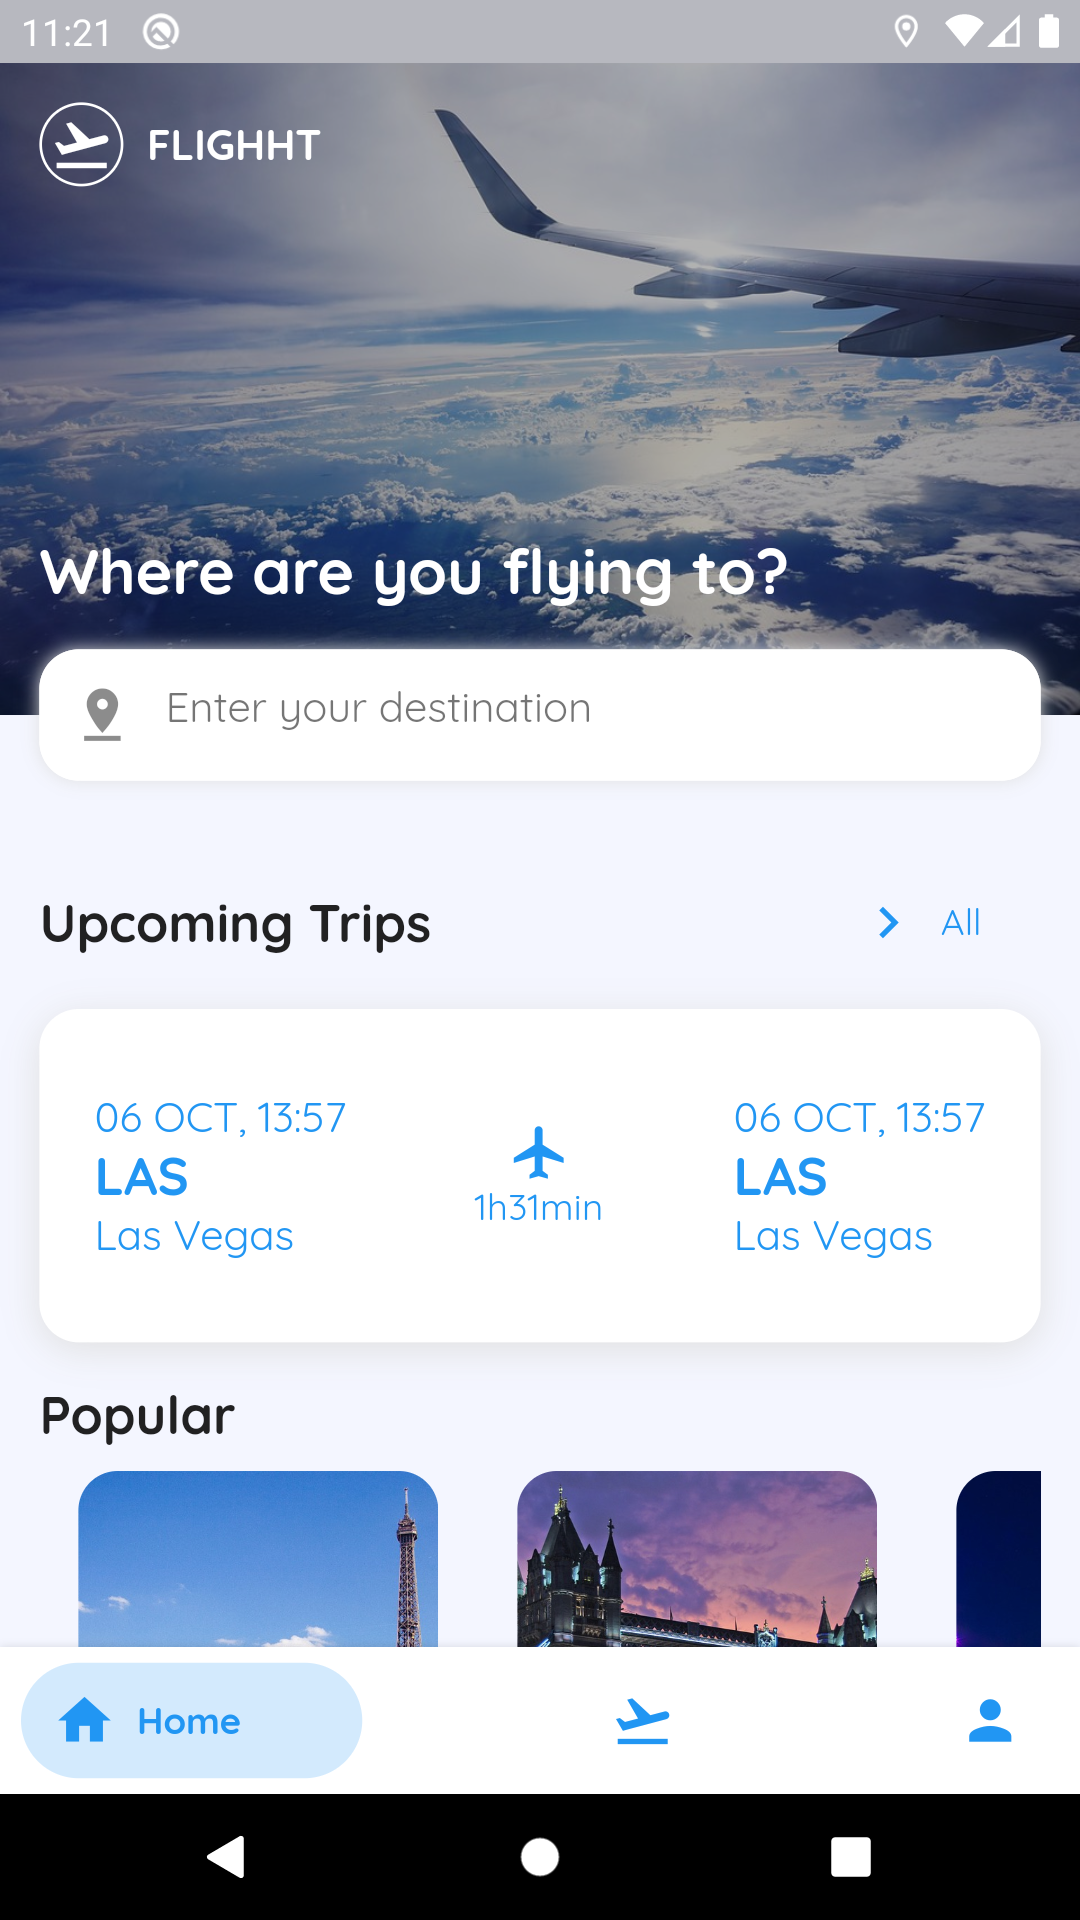 11:21
FLIGHHT
Where are you flying to?
Enter your destination
Upcoming Trips
All
06 OCT, 13:57
LAS
Las Vegas
1h31min
06 OCT, 13:57
LAS
Las Vegas
Popular
Home